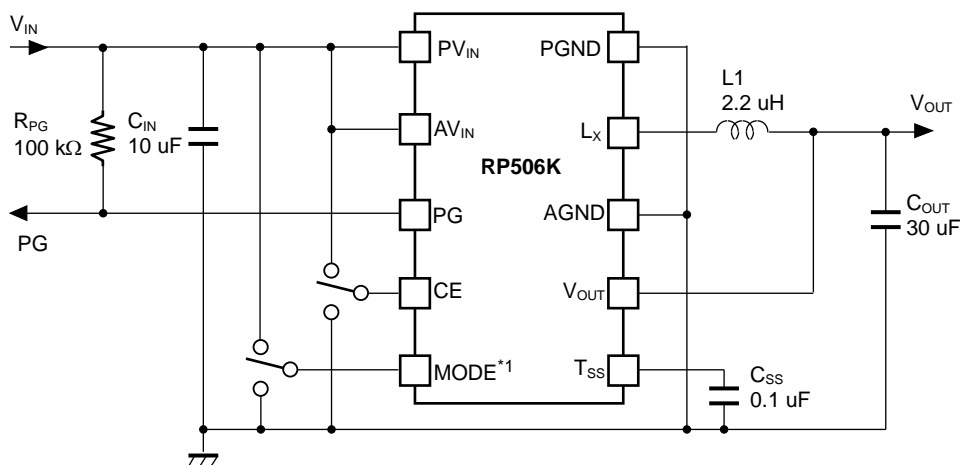 VIN
PVIN
PGND
L1
2.2 uH
VOUT
RPG
100 kΩ
CIN
10 uF
AVIN
LX
RP506K
PG
AGND
COUT
30 uF
PG
CE
VOUT
MODE*1
TSS
CSS
0.1 uF